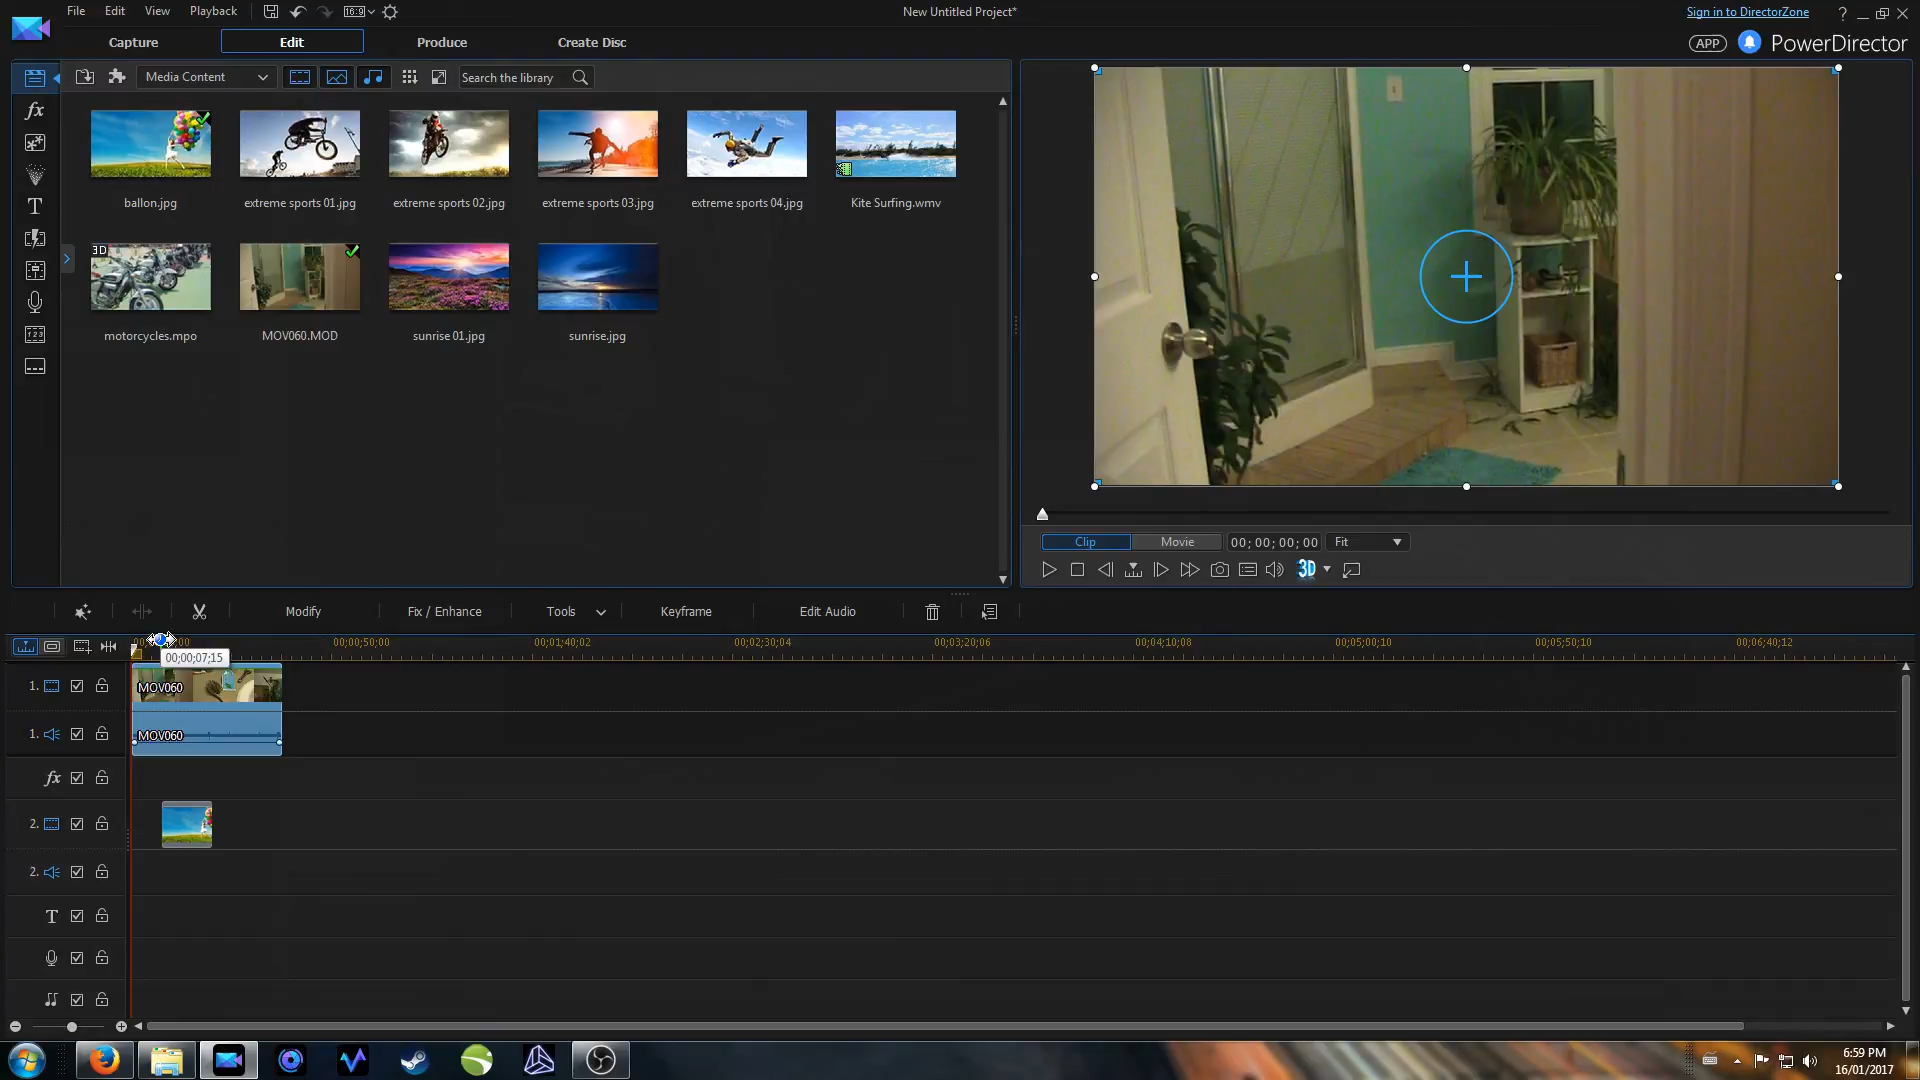 File Edit View Playback 16:9 New Untitled Project* Sign in to DirectorZone ?
Capture Edit Produce Create Disc APP PowerDirector
Media Content Search the library
fx
T
ballon.jpg extreme sports 01.jpg extreme sports 02.jpg extreme sports 03.jpg extreme sports 04.jpg Kite Surfing.wmv
3D
motorcycles.mpo MOV060.MOD sunrise 01.jpg sunrise.jpg
Clip Movie 00; 00; 00; 00 Fit
3D
Modify Fix / Enhance Tools Keyframe Edit Audio
00;00;50;00 00;01;40;02 00;02;30;04 00;03;20;06 00;04;10;08 00;05;00;10 00;05;50;10 00;06;40;12
00;00;07;15
1. MOV060
1. MOV060
fx
2.
2.
T
6:59 PM
16/01/2017